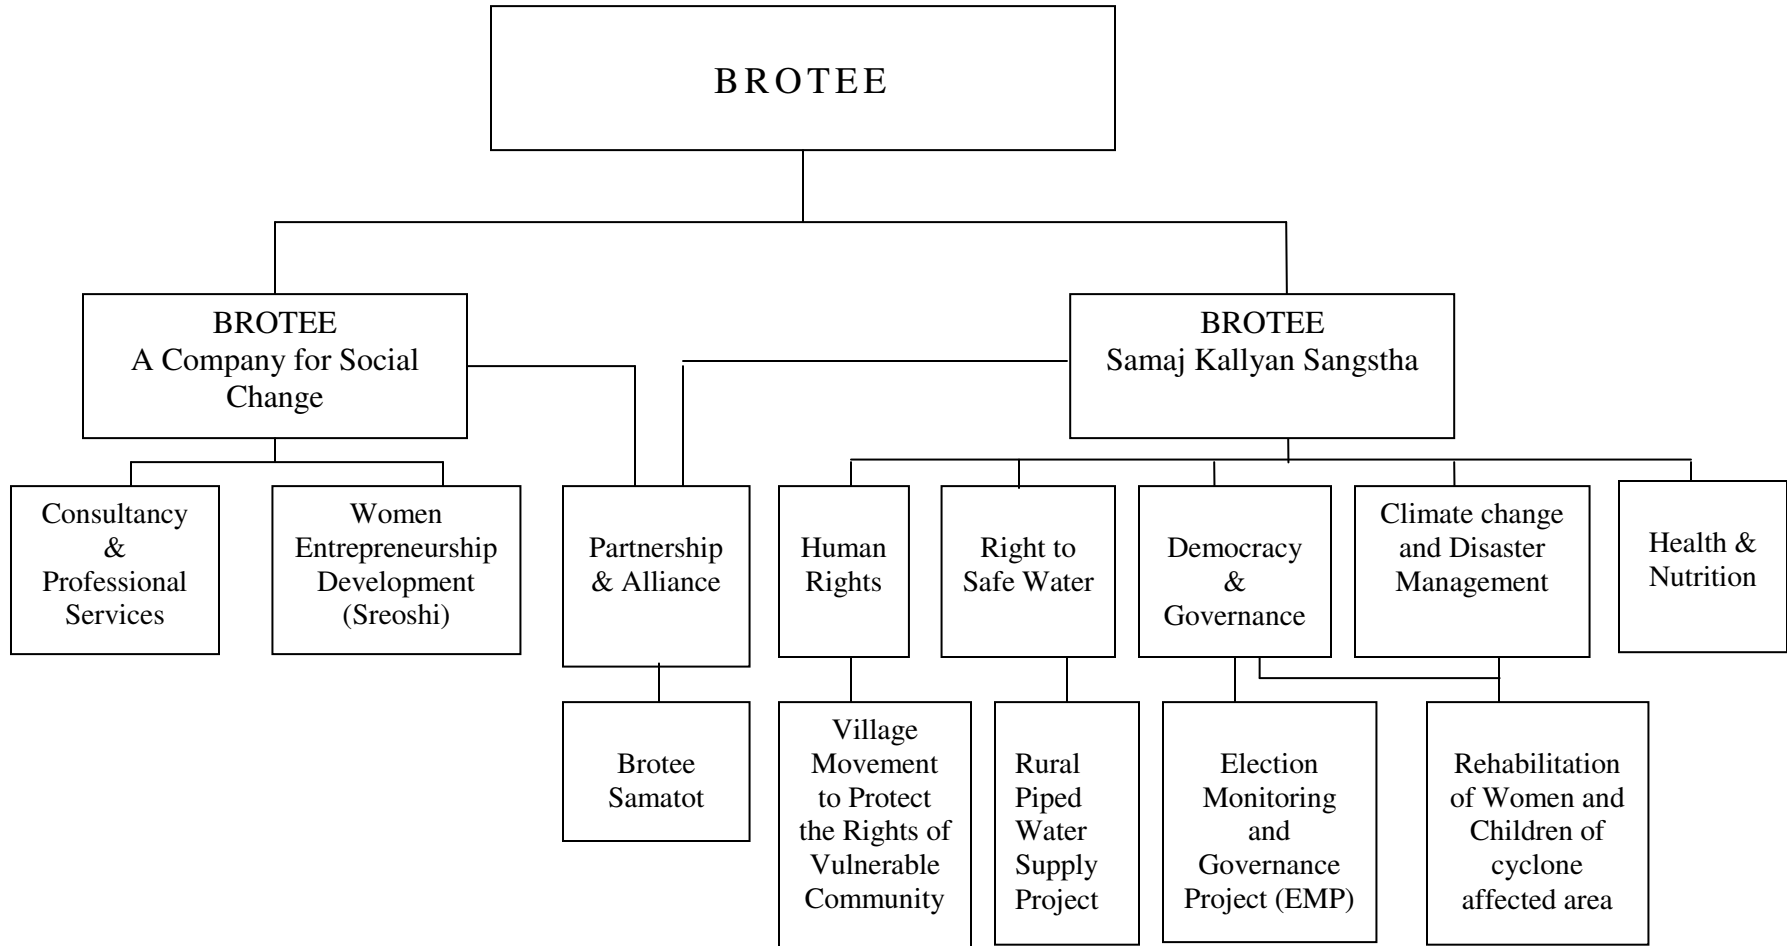 BROTEE
BROTEE
A Company for Social
Change
BROTEE
Samaj Kallyan Sangstha
Consultancy
&
Professional
Services
Women
Entrepreneurship
Development
(Sreoshi)
Partnership
& Alliance
Human
Rights
Right to
Safe Water
Democracy
&
Governance
Climate change
and Disaster
Management
Health &
Nutrition
Brotee
Samatot
Village
Movement
to Protect
the Rights of
Vulnerable
Community
Rural
Piped
Water
Supply
Project
Election
Monitoring
and
Governance
Project (EMP)
Rehabilitation
of Women and
Children of
cyclone
affected area